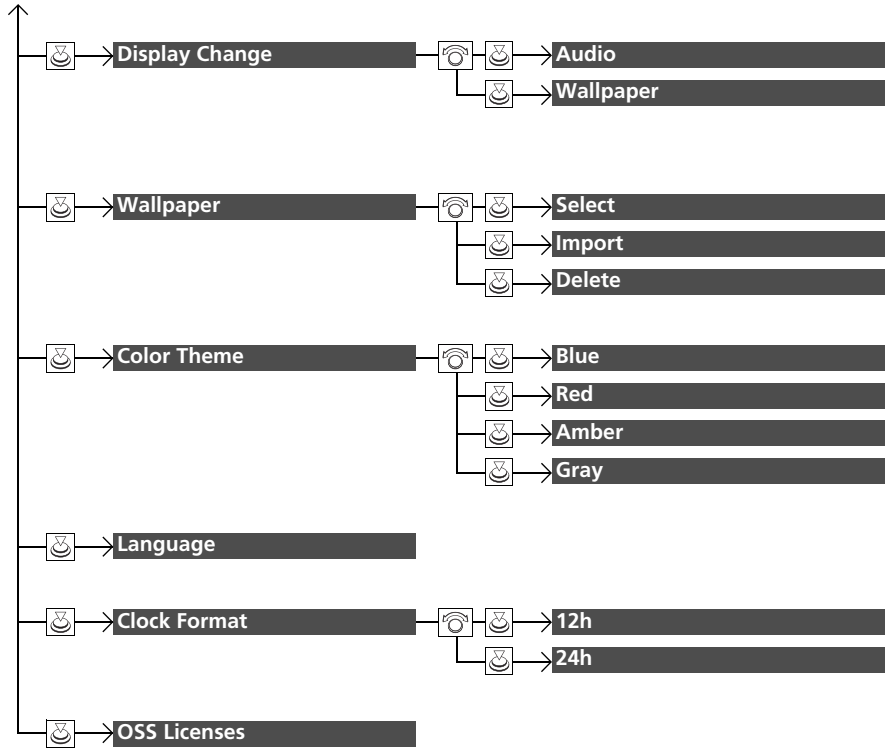 Display Change
Audio
Wallpaper
Wallpaper
Select
Import
Delete
Color Theme
Blue
Red
Amber
Gray
Language
Clock Format
12h
24h
OSS Licenses